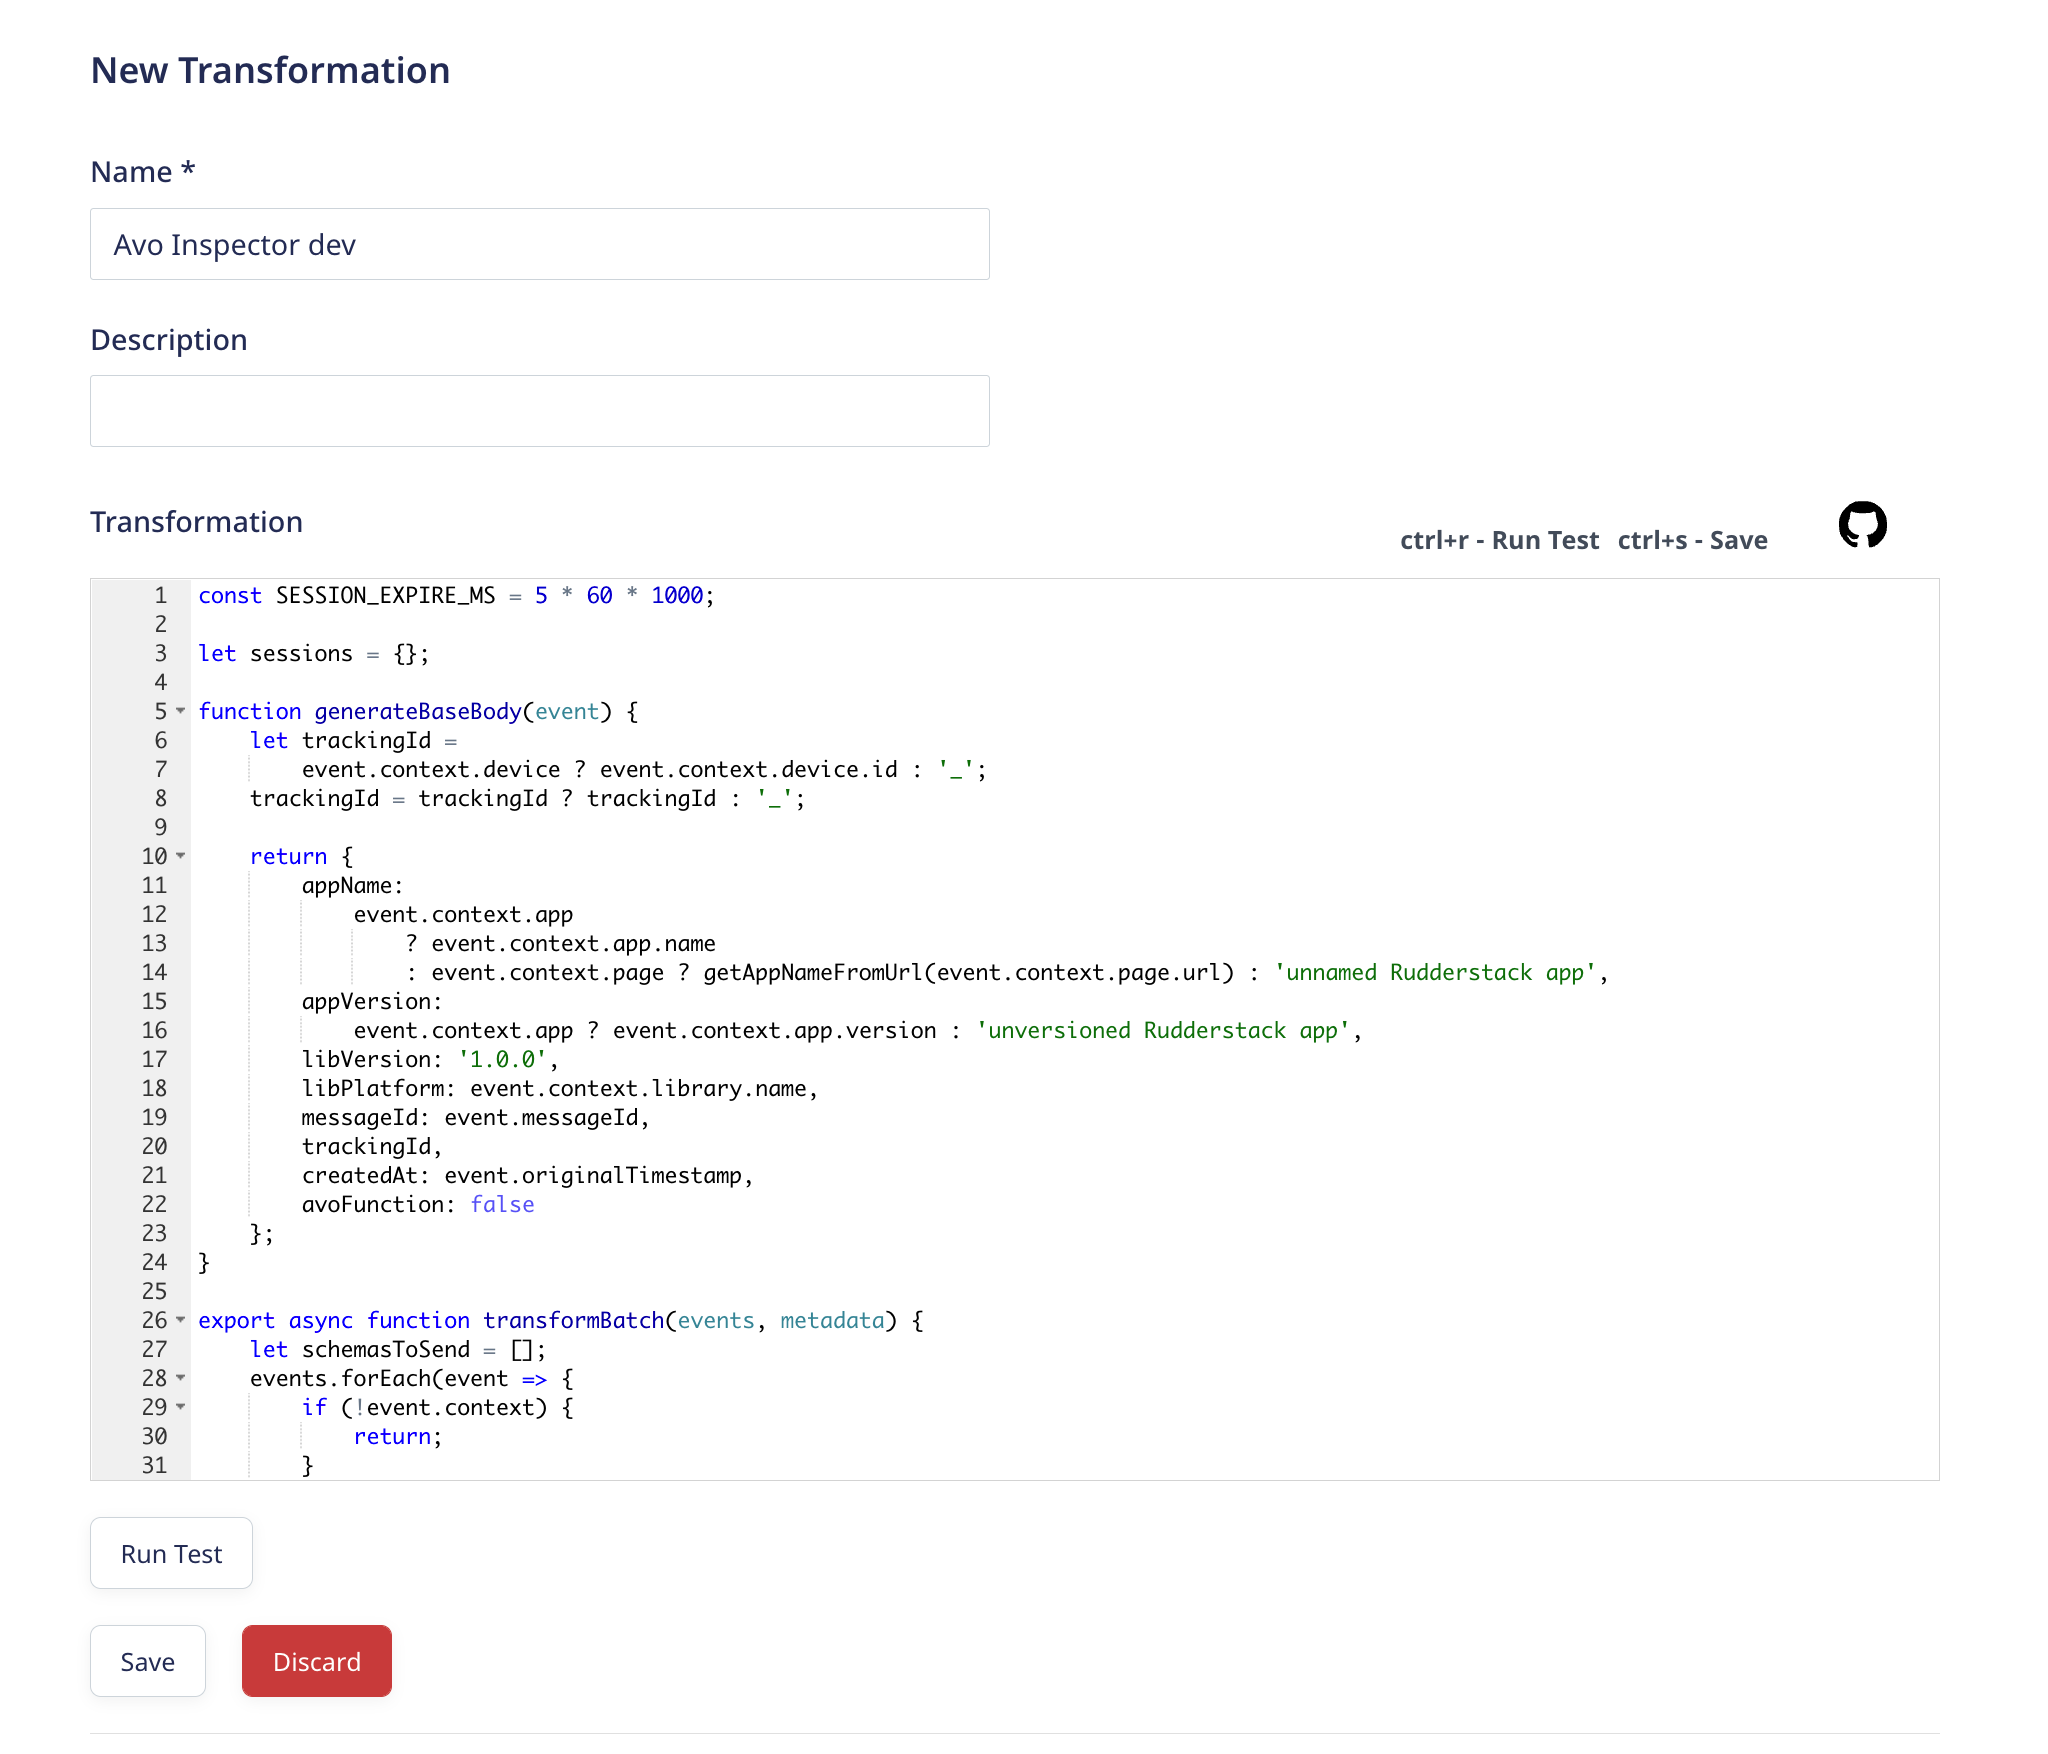 New Transformation
Name *
Avo Inspector dev
Description
Transformation
ctrl+r - Run Test ctrl+s - Save
1 const SESSION_EXPIRE_MS = 5 * 60 * 1000;
2
3 let sessions = {};
4
5 function generateBaseBody(event) {
6     let trackingId =
7         event.context.device ? event.context.device.id : '_';
8     trackingId = trackingId ? trackingId : '_';
9
10     return {
11         appName:
12             event.context.app
13                 ? event.context.app.name
14                 : event.context.page ? getAppNameFromUrl(event.context.page.url) : 'unnamed Rudderstack app',
15         appVersion:
16             event.context.app ? event.context.app.version : 'unversioned Rudderstack app',
17         libVersion: '1.0.0',
18         libPlatform: event.context.library.name,
19         messageId: event.messageId,
20         trackingId,
21         createdAt: event.originalTimestamp,
22         avoFunction: false
23     };
24 }
25
26 export async function transformBatch(events, metadata) {
27     let schemasToSend = [];
28     events.forEach(event => {
29         if (!event.context) {
30             return;
31         }
Run Test
Save Discard